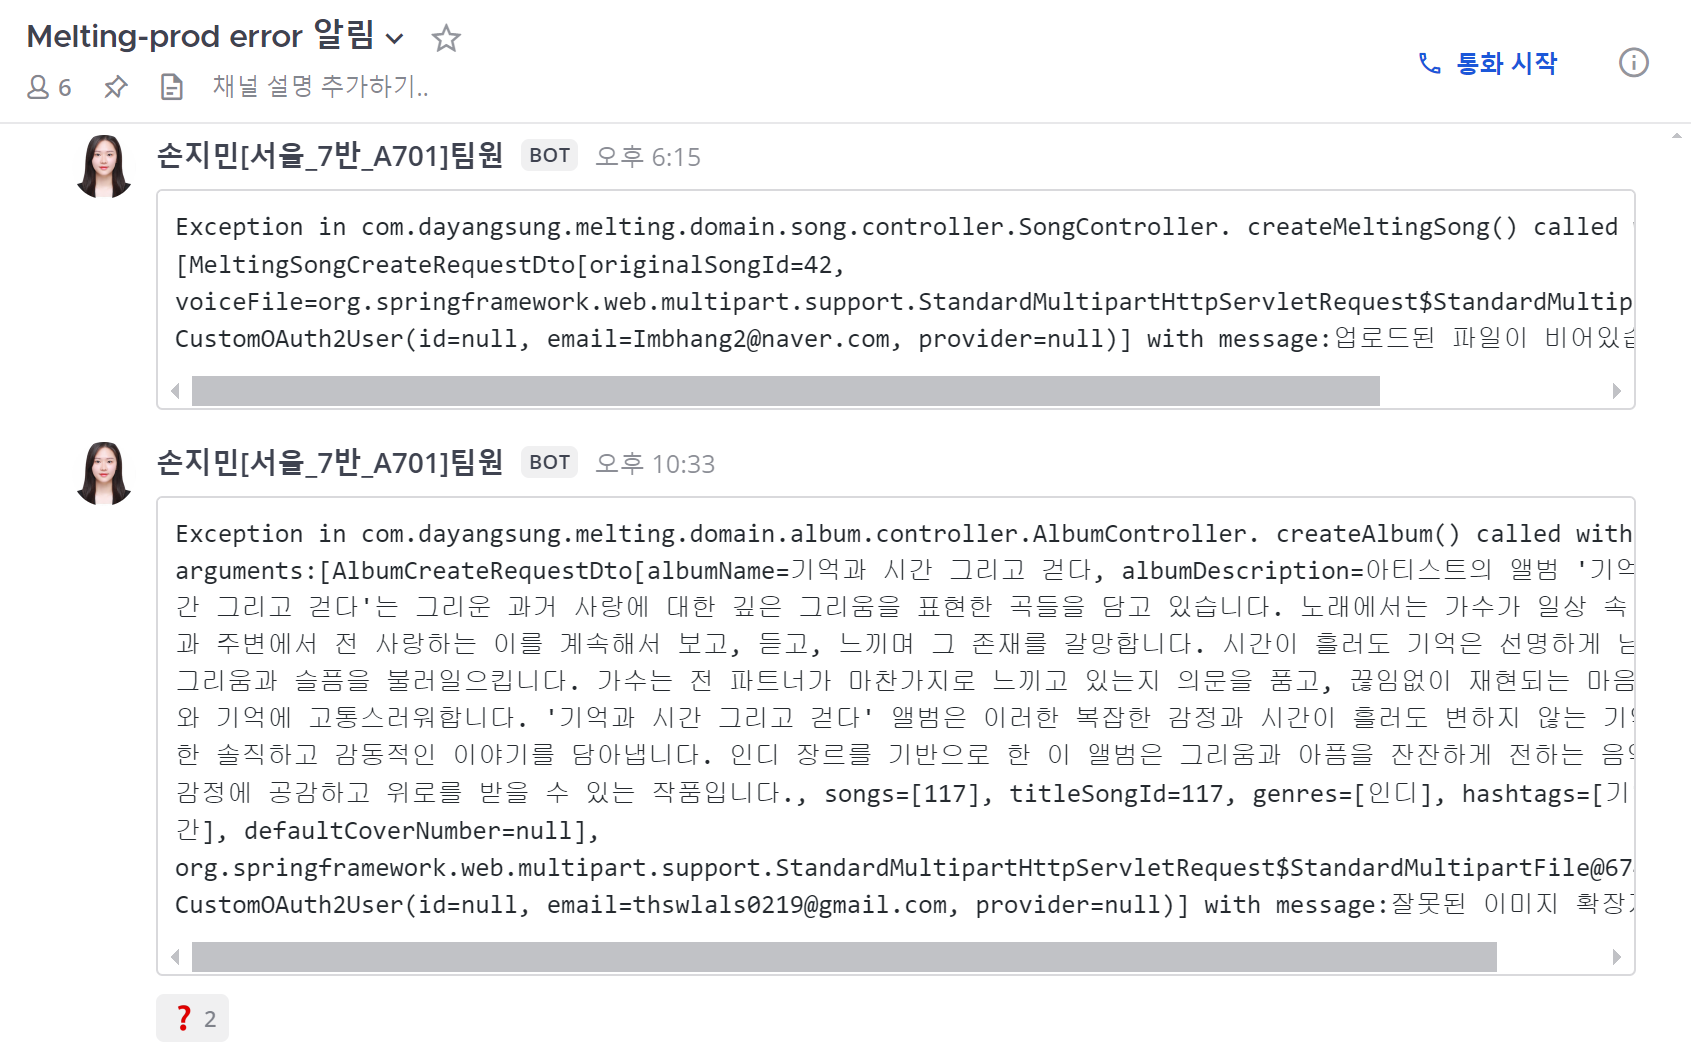 Melting-prod error 알림
6 채널 설명 추가하기..
통화 시작
손지민[서울_7반_A701]팀원 BOT 오후 6:15
Exception in com.dayangsung.melting.domain.song.controller.SongController. createMeltingSong() called
[MeltingSongCreateRequestDto[originalSongId=42,
voiceFile=org.springframework.web.multipart.support.StandardMultipartHttpServletRequest$StandardMultip
CustomOAuth2User(id=null, email=Imbhang2@naver.com, provider=null)] with message:업로드된 파일이 비어있습
손지민[서울_7반_A701]팀원 BOT 오후 10:33
Exception in com.dayangsung.melting.domain.album.controller.AlbumController. createAlbum() called with
arguments:[AlbumCreateRequestDto[albumName=기억과 시간 그리고 걷다, albumDescription=아티스트의 앨범 '기억
간 그리고 걷다'는 그리운 과거 사랑에 대한 깊은 그리움을 표현한 곡들을 담고 있습니다. 노래에서는 가수가 일상 속
과 주변에서 전 사랑하는 이를 계속해서 보고, 듣고, 느끼며 그 존재를 갈망합니다. 시간이 흘러도 기억은 선명하게 남
그리움과 슬픔을 불러일으킵니다. 가수는 전 파트너가 마찬가지로 느끼고 있는지 의문을 품고, 끊임없이 재현되는 마음
와 기억에 고통스러워합니다. '기억과 시간 그리고 걷다' 앨범은 이러한 복잡한 감정과 시간이 흘러도 변하지 않는 기억
한 솔직하고 감동적인 이야기를 담아냅니다. 인디 장르를 기반으로 한 이 앨범은 그리움과 아픔을 잔잔하게 전하는 음악
감정에 공감하고 위로를 받을 수 있는 작품입니다., songs=[117], titleSongId=117, genres=[인디], hashtags=[기
간], defaultCoverNumber=null],
org.springframework.web.multipart.support.StandardMultipartHttpServletRequest$StandardMultipartFile@67
CustomOAuth2User(id=null, email=thswlals0219@gmail.com, provider=null)] with message:잘못된 이미지 확장
❓ 2